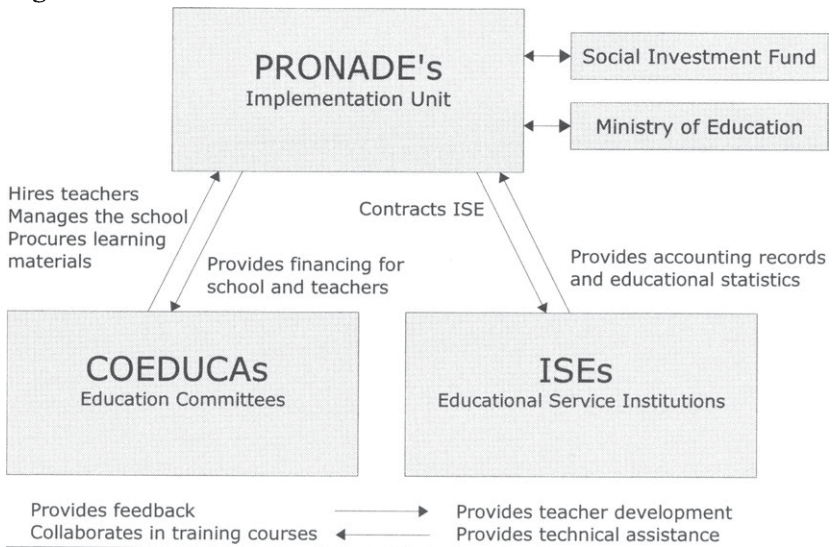 PRONADE's
Implementation Unit
Social Investment Fund
Ministry of Education
Hires teachers
Manages the school
Procures learning
materials
Provides financing for
school and teachers
Contracts ISE
Provides accounting records
and educational statistics
COEDUCAs
Education Committees
ISEs
Educational Service Institutions
Provides feedback
Collaborates in training courses
Provides teacher development
Provides technical assistance